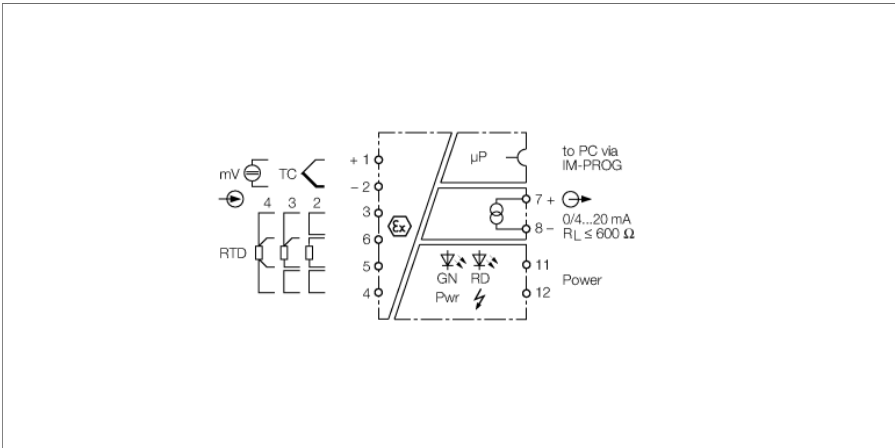 mV TC
4 3 2
RTD
+ 1
– 2
3
6
5
4
Ex
µP
to PC via
IM-PROG
7 +
8 –
0/4...20 mA
RL ≤ 600 Ω
GN RD
Pwr
11
12
Power